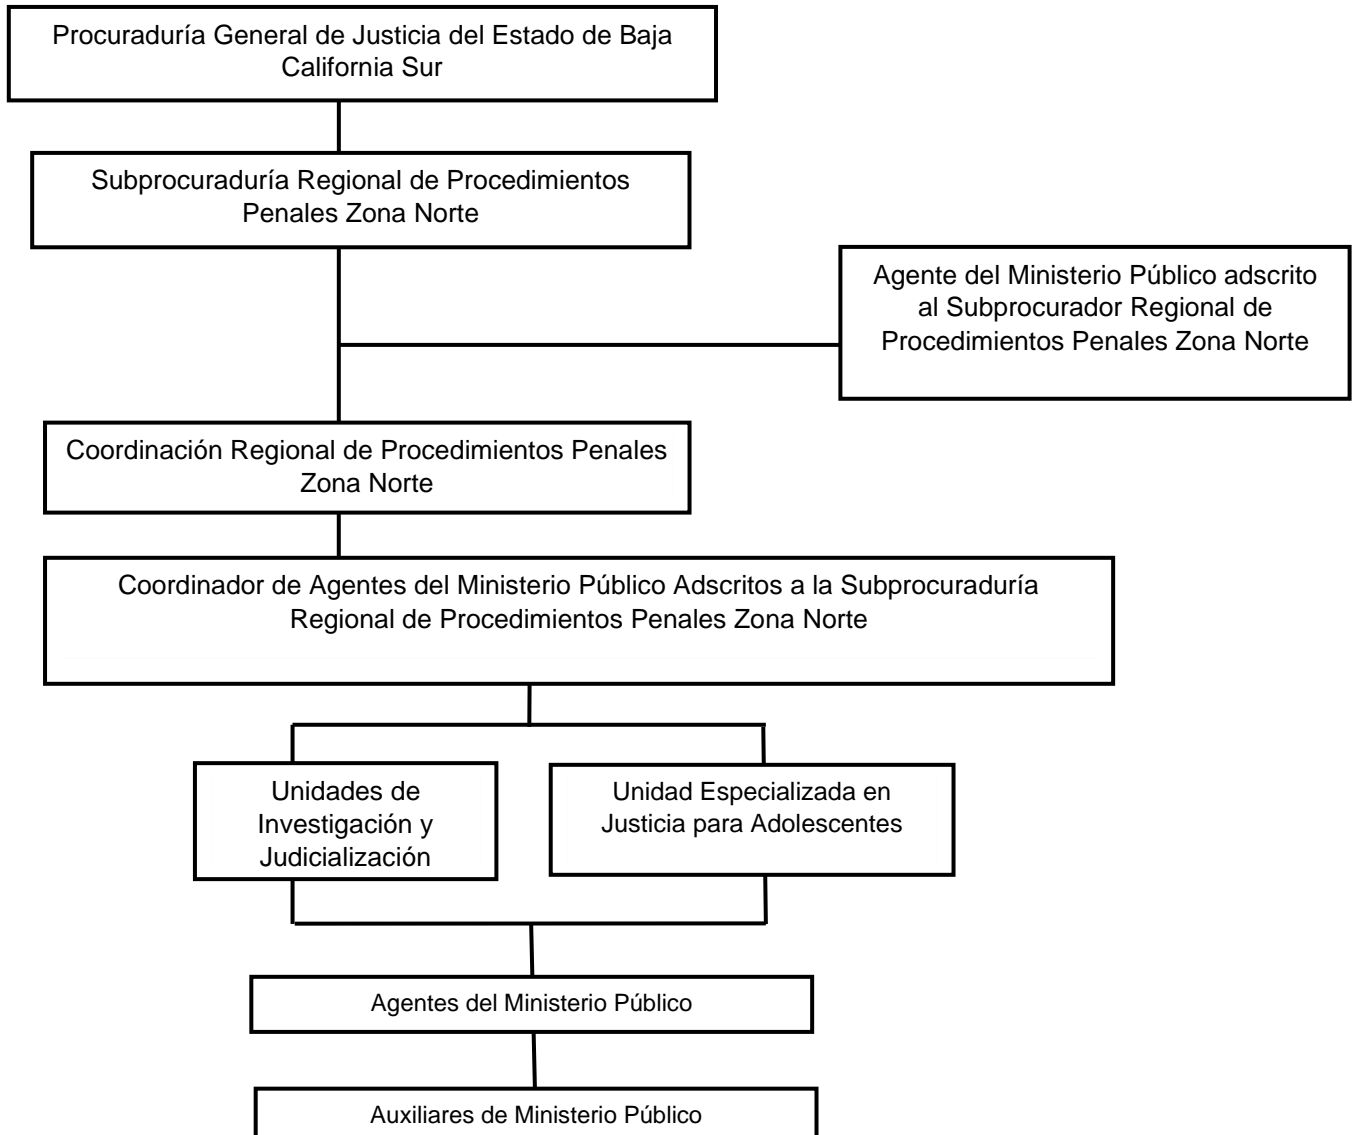 Procuraduría General de Justicia del Estado de Baja
California Sur
Subprocuraduría Regional de Procedimientos
Penales Zona Norte
Agente del Ministerio Público adscrito
al Subprocurador Regional de
Procedimientos Penales Zona Norte
Coordinación Regional de Procedimientos Penales
Zona Norte
Coordinador de Agentes del Ministerio Público Adscritos a la Subprocuraduría
Regional de Procedimientos Penales Zona Norte
Unidades de
Investigación y
Judicialización
Unidad Especializada en
Justicia para Adolescentes
Agentes del Ministerio Público
Auxiliares de Ministerio Público